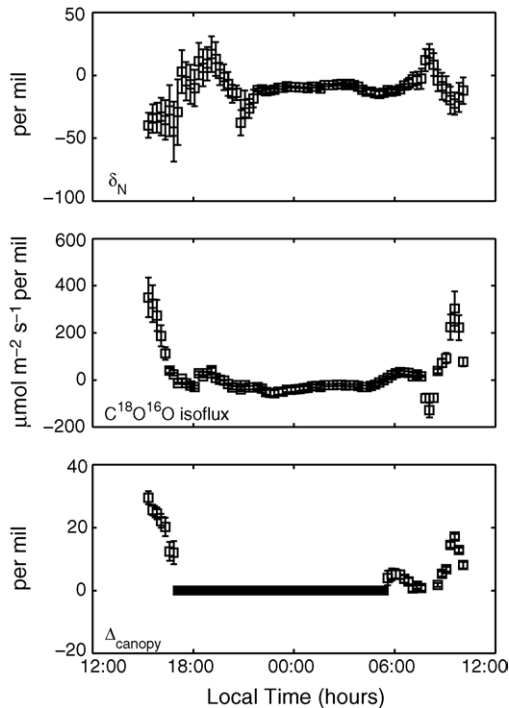 50
0
−50
−100
per mil
δN
600
400
200
0
−200
μmol m−2 s−1 per mil
C18O16O isoflux
40
20
0
−20
per mil
Δcanopy
12:00 18:00 00:00 06:00 12:00
Local Time (hours)